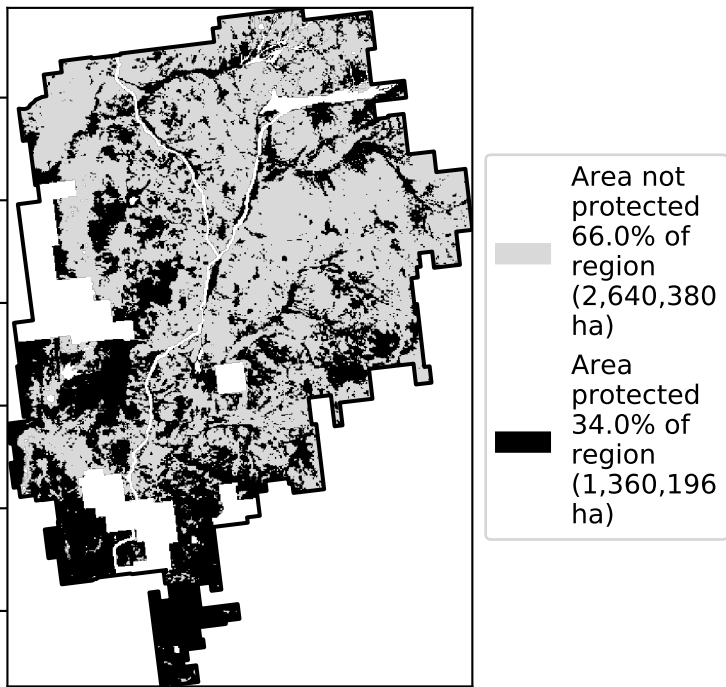 Area not
protected
66.0% of
region
(2,640,380
ha)
Area
protected
34.0% of
region
(1,360,196
ha)